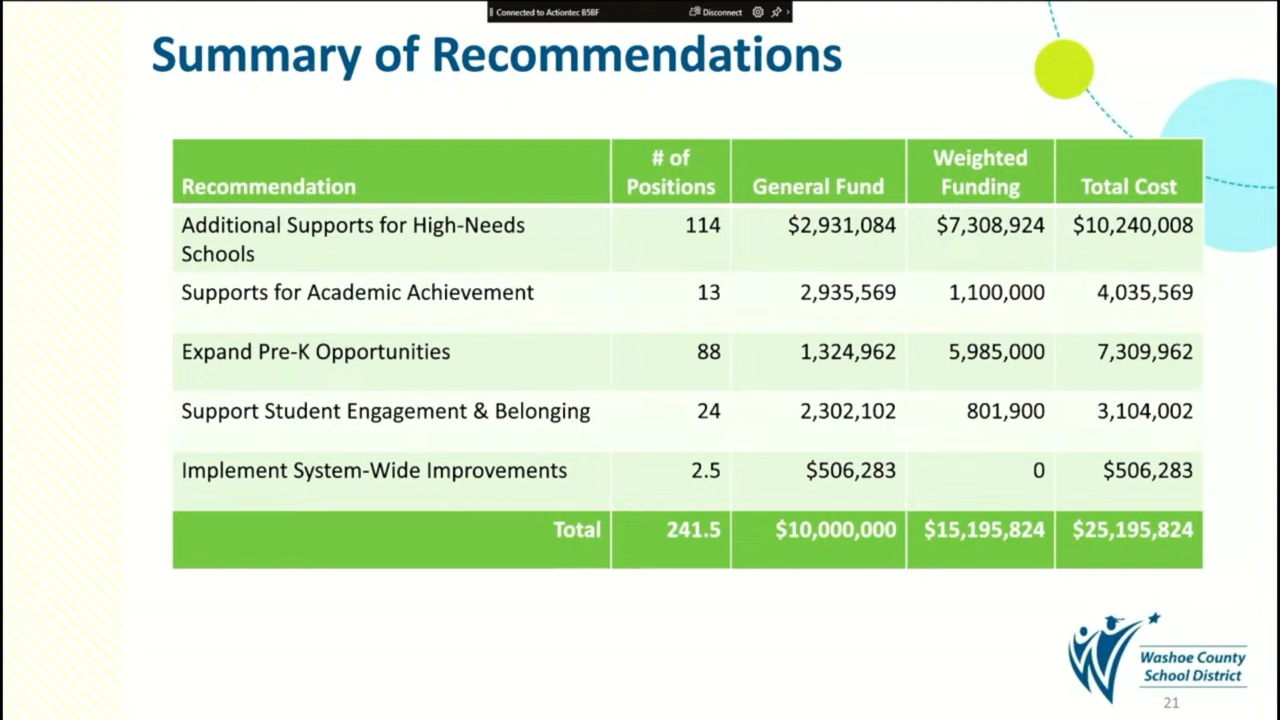 Connected to Actiontec B5BF Disconnect
Summary of Recommendations
Recommendation # of Positions General Fund Weighted Funding Total Cost
Additional Supports for High-Needs Schools 114 $2,931,084 $7,308,924 $10,240,008
Supports for Academic Achievement 13 2,935,569 1,100,000 4,035,569
Expand Pre-K Opportunities 88 1,324,962 5,985,000 7,309,962
Support Student Engagement & Belonging 24 2,302,102 801,900 3,104,002
Implement System-Wide Improvements 2.5 $506,283 0 $506,283
Total 241.5 $10,000,000 $15,195,824 $25,195,824
Washoe County
School District
21